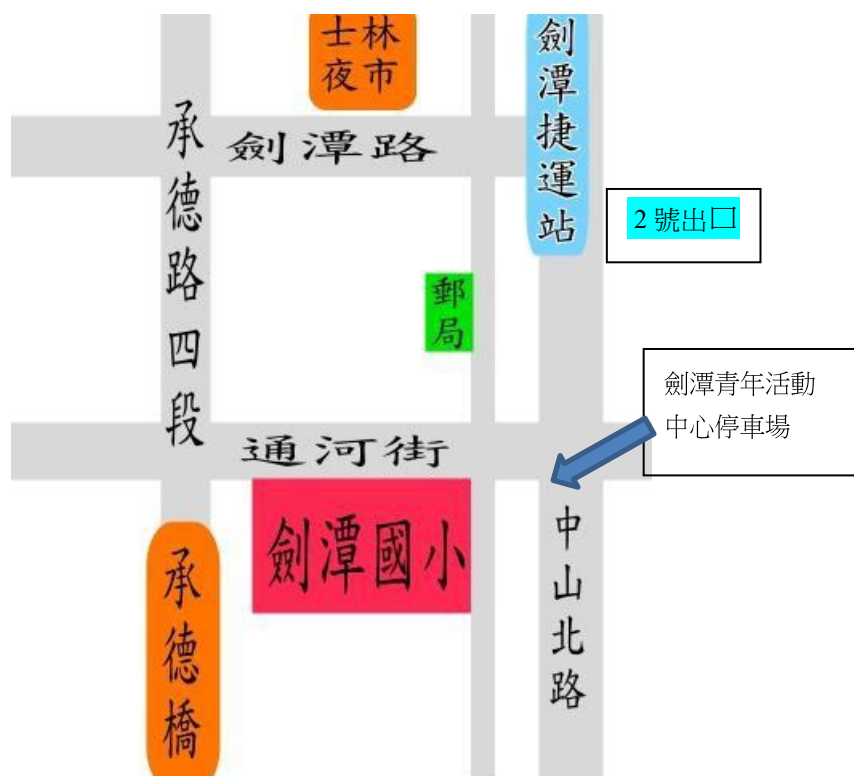 士林
夜市
劍潭捷運站
承德路四段
劍潭路
2 號出口
郵局
劍潭青年活動
中心停車場
通河街
劍潭國小
中山北路
承德橋